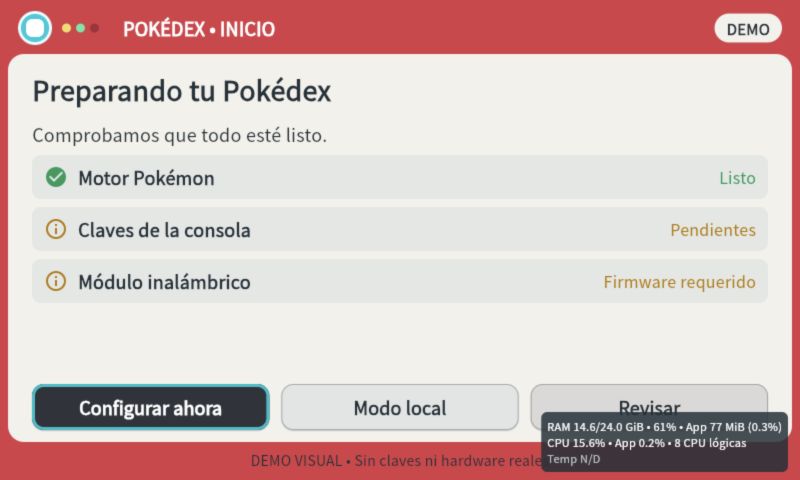 POKÉDEX • INICIO
DEMO
Preparando tu Pokédex
Comprobamos que todo esté listo.
Motor Pokémon Listo
Claves de la consola Pendientes
Módulo inalámbrico Firmware requerido
Configurar ahora Modo local Revisar
RAM 14.6/24.0 GiB • 61% • App 77 MiB (0.3%)
CPU 15.6% • App 0.2% • 8 CPU lógicas
Temp N/D
DEMO VISUAL • Sin claves ni hardware